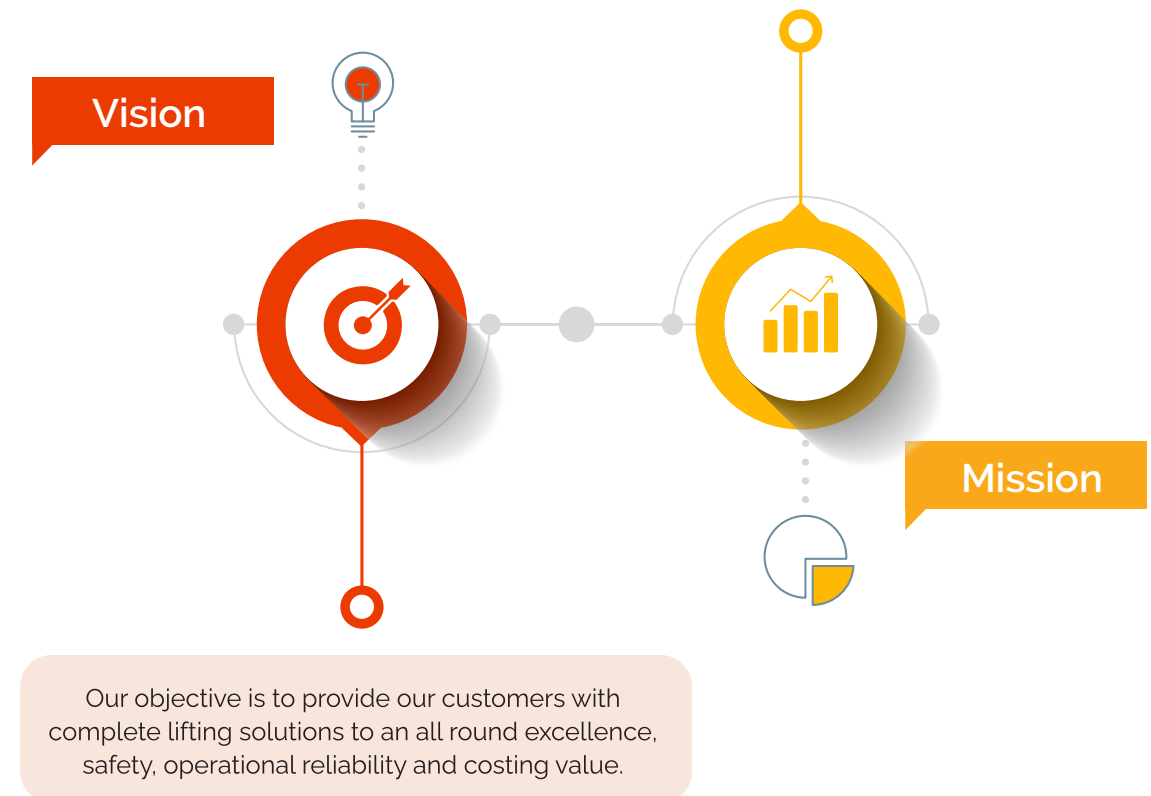 Vision
Mission
Our objective is to provide our customers with
complete lifting solutions to an all round excellence,
safety, operational reliability and costing value.